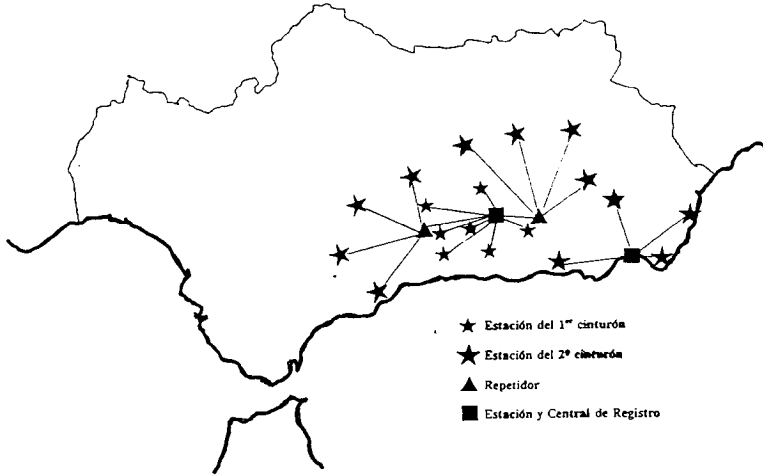 Estación del 1er cinturón
Estación del 2º cinturón
Repetidor
Estación y Central de Registro